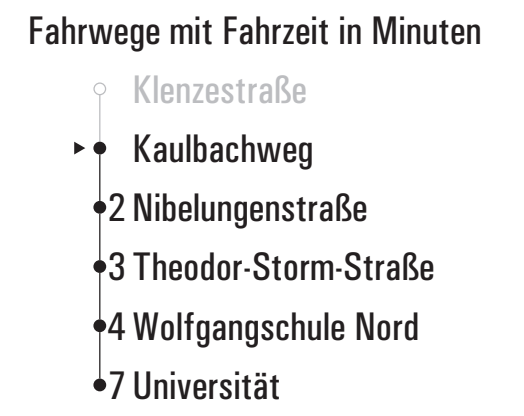 Fahrwege mit Fahrzeit in Minuten
Klenzestraße
Kaulbachweg
2 Nibelungenstraße
3 Theodor-Storm-Straße
4 Wolfgangschule Nord
7 Universität